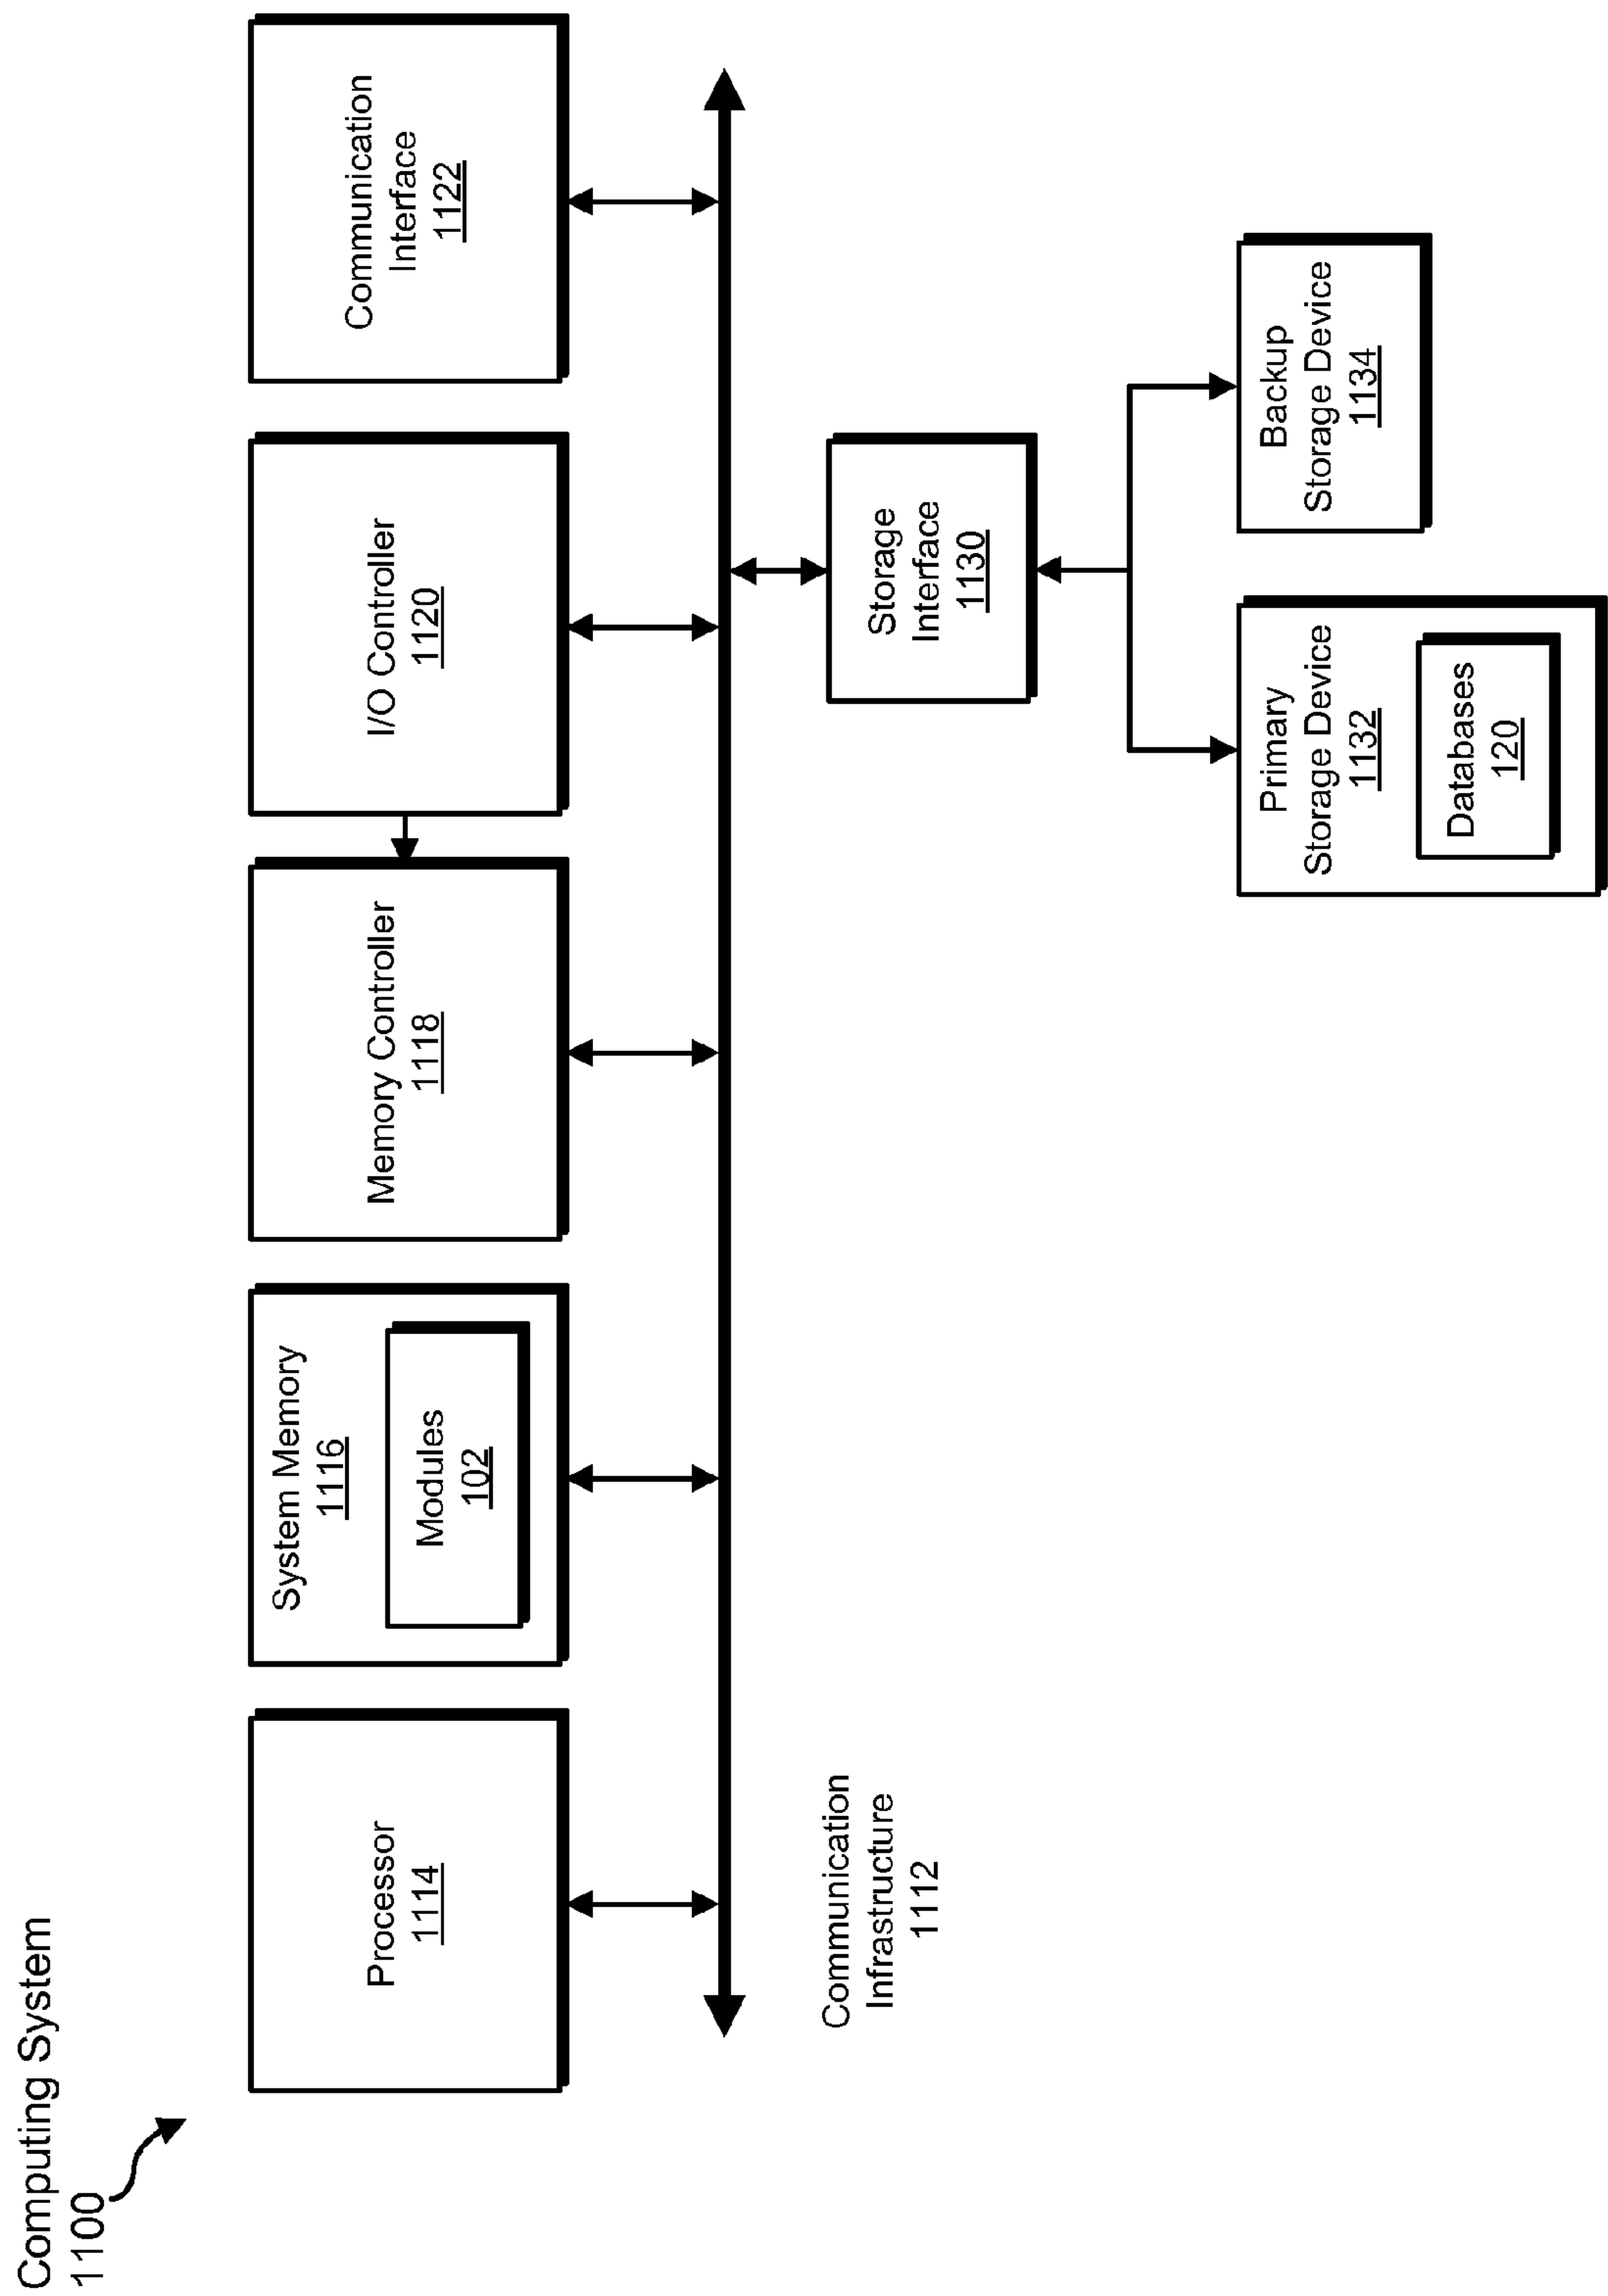 Computing System
1100
Processor
1114
System Memory
1116
Modules
102
Memory Controller
1118
I/O Controller
1120
Communication
Interface
1122
Communication
Infrastructure
1112
Storage
Interface
1130
Primary
Storage Device
1132
Databases
120
Backup
Storage Device
1134